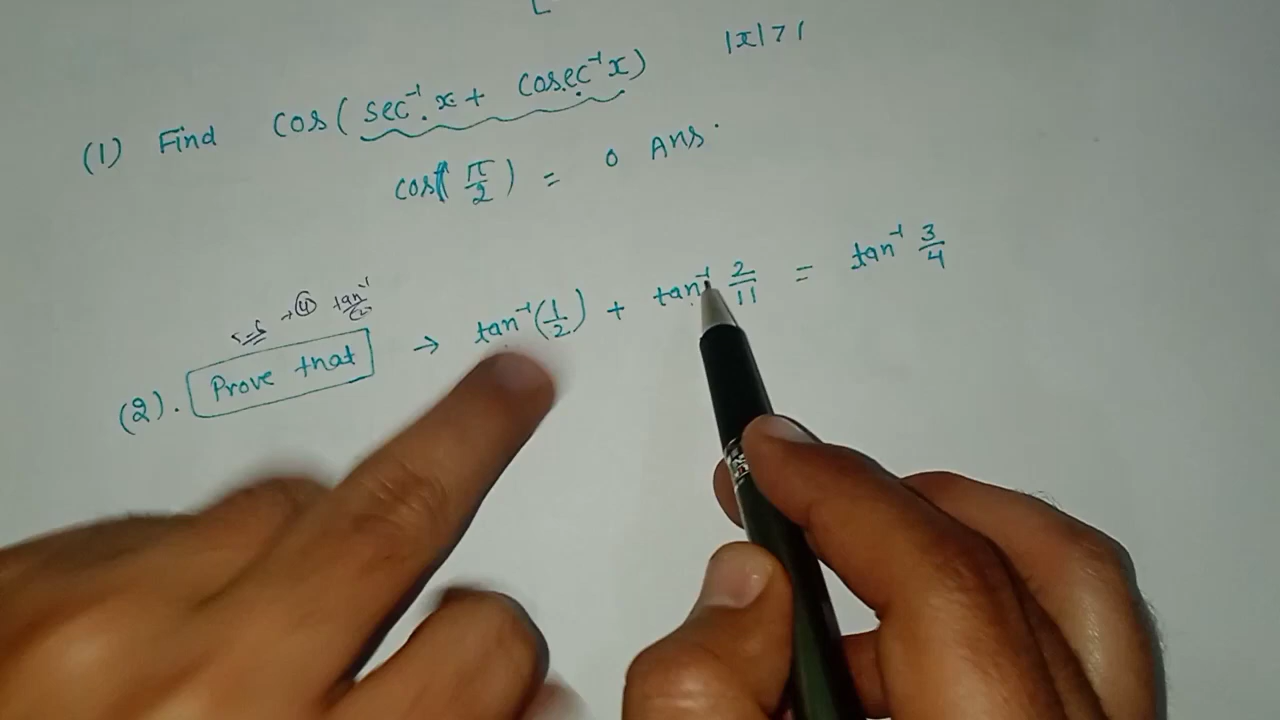 (1) Find cos( sec⁻¹x + cosec⁻¹x) |x|>1
cos( π/2 ) = 0 Ans.
→ (4) tan⁻¹
(2). Prove that → tan⁻¹(1/2) + tan⁻¹ 2/11 = tan⁻¹ 3/4